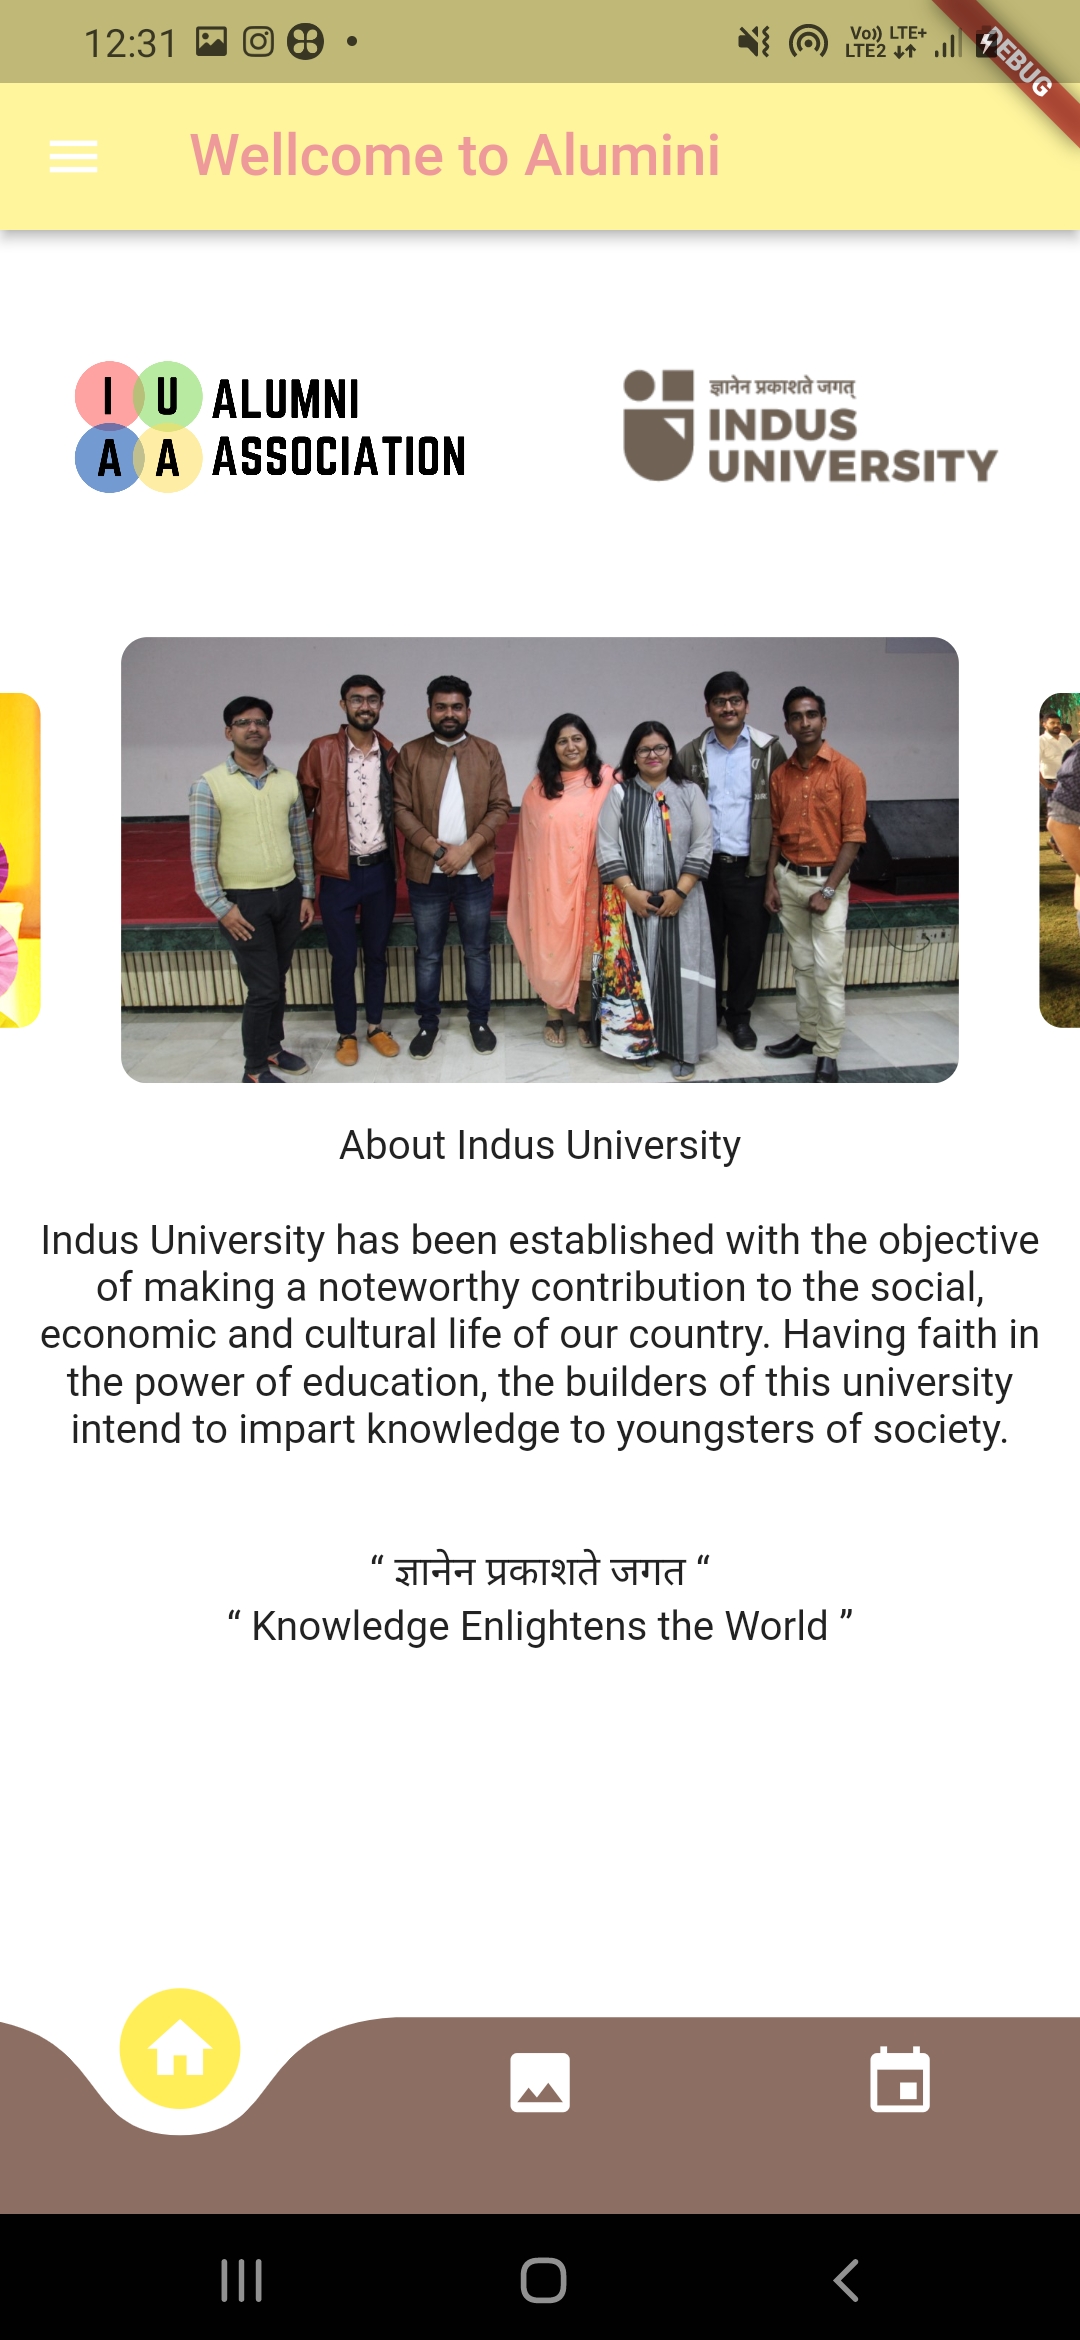 12:31
Vo)) LTE+
LTE2
DEBUG
Wellcome to Alumini
I U ALUMNI
A A ASSOCIATION
ज्ञानेन प्रकाशते जगत्
INDUS
UNIVERSITY
About Indus University
Indus University has been established with the objective
of making a noteworthy contribution to the social,
economic and cultural life of our country. Having faith in
the power of education, the builders of this university
intend to impart knowledge to youngsters of society.
“ ज्ञानेन प्रकाशते जगत “
“ Knowledge Enlightens the World ”